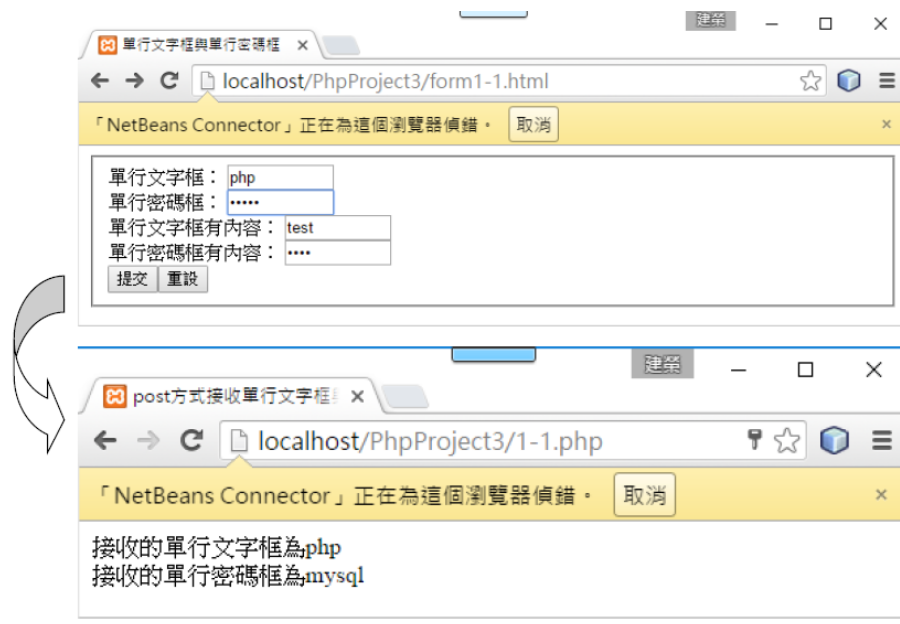 建榮
單行文字框與單行密碼框
localhost/PhpProject3/form1-1.html
「NetBeans Connector」正在為這個瀏覽器偵錯。 取消
單行文字框： php
單行密碼框： •••••
單行文字框有內容： test
單行密碼框有內容： ••••
提交 重設
建榮
post方式接收單行文字框
localhost/PhpProject3/1-1.php
「NetBeans Connector」正在為這個瀏覽器偵錯。 取消
接收的單行文字框為php
接收的單行密碼框為mysql